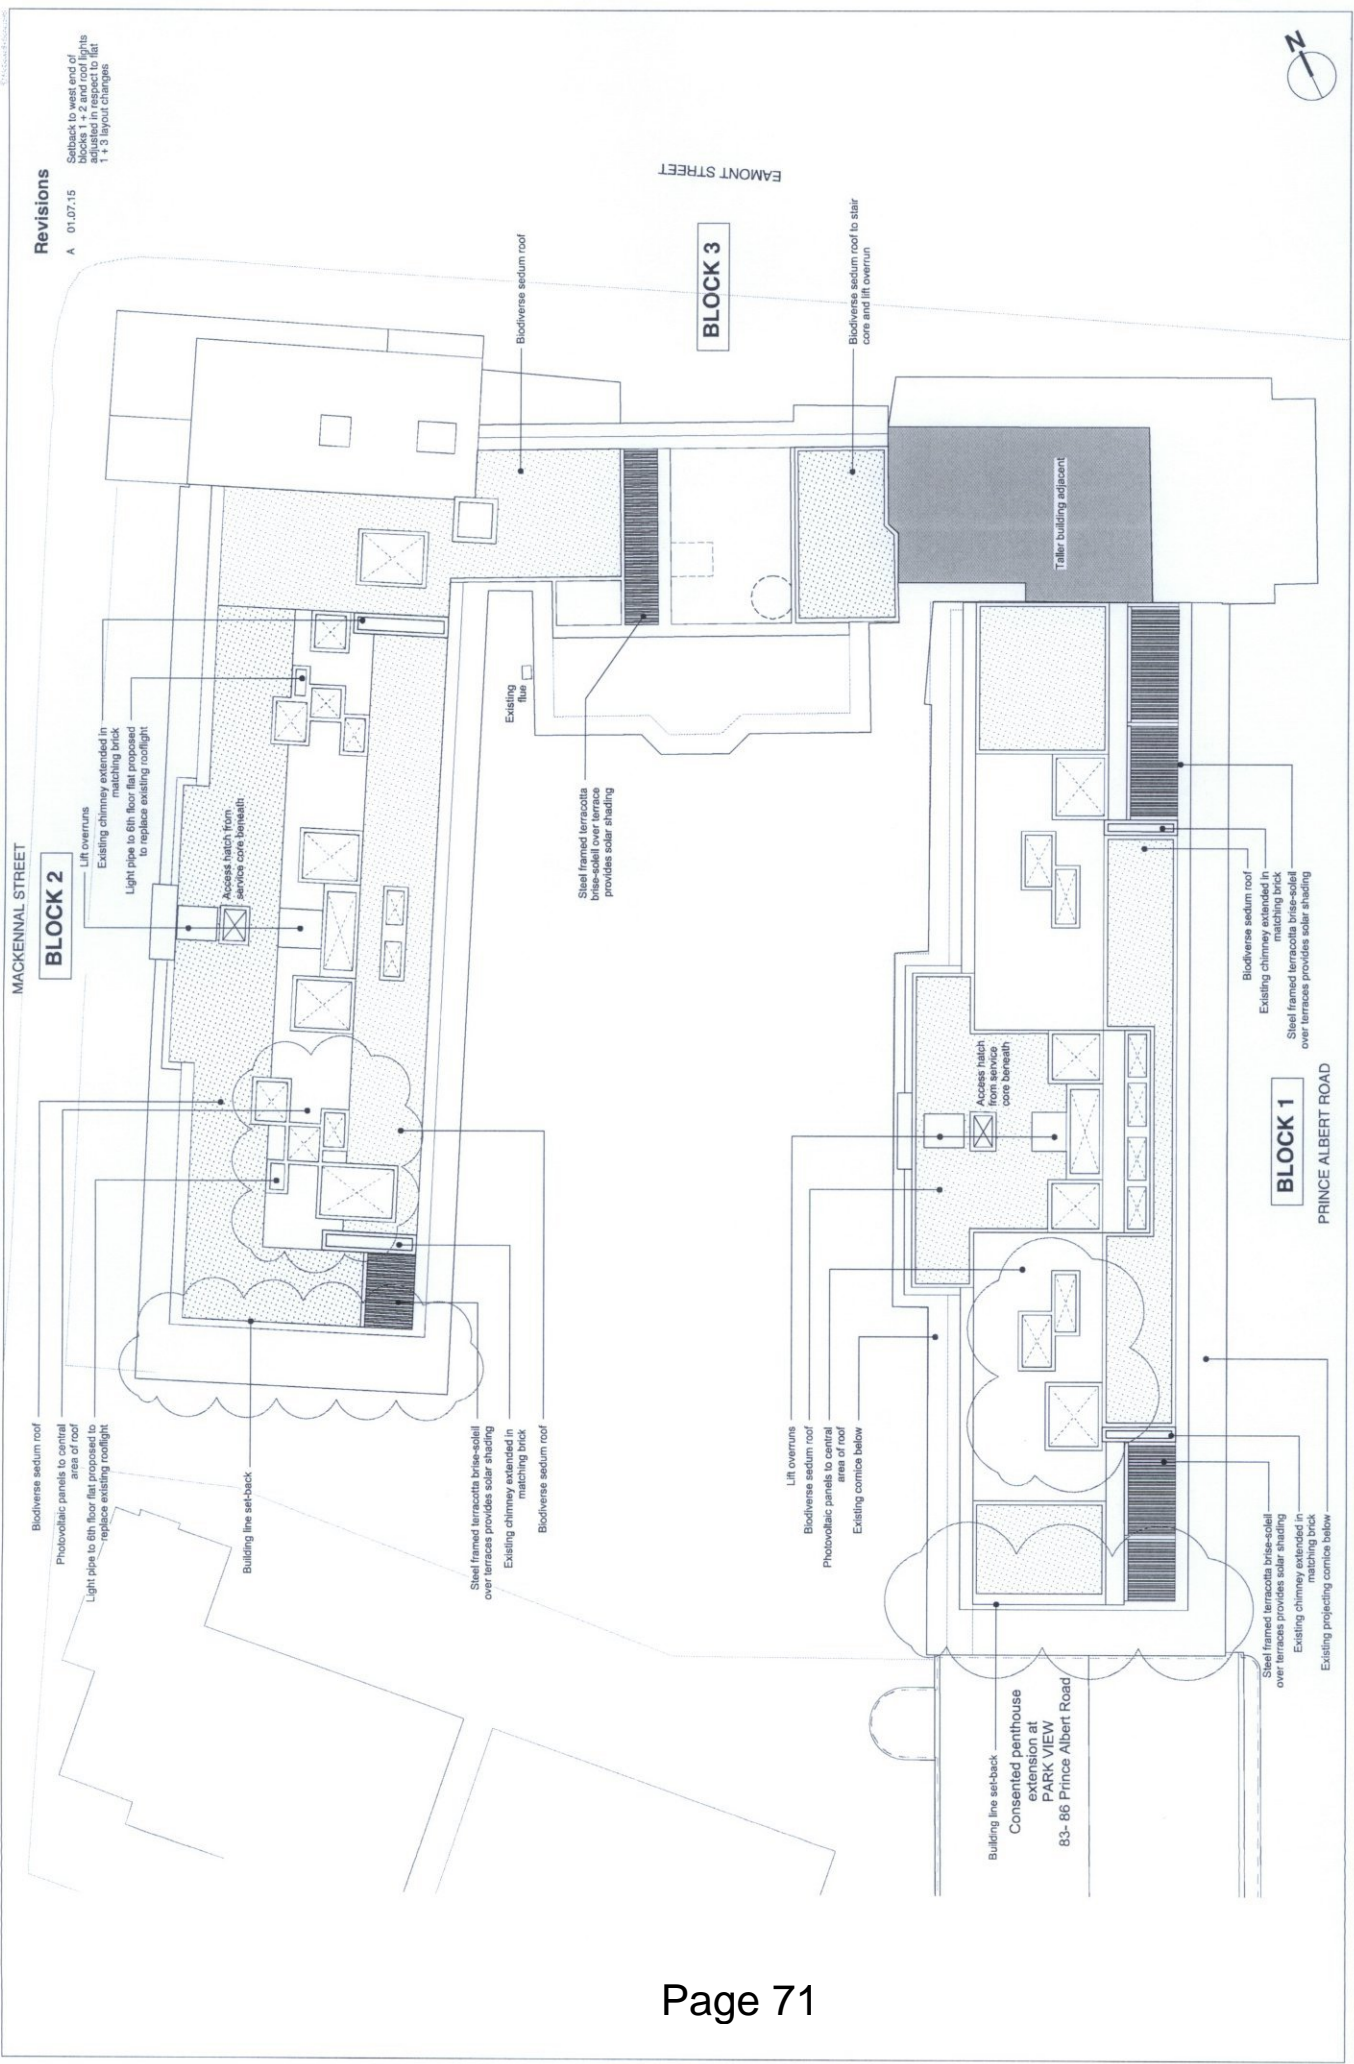 Revisions
A 01.07.15 Setback to west end of
blocks 1 + 2 and roof lights
adjusted in respect to flat
1 + 3 layout changes
N
EAMONT STREET
MACKENNAL STREET
BLOCK 2
Lift overruns
Existing chimney extended in
matching brick
Light pipe to 6th floor flat proposed
to replace existing rooflight
Access hatch from
service core beneath
Biodiverse sedum roof
Photovoltaic panels to central
area of roof
Light pipe to 6th floor flat proposed to
replace existing rooflight
Building line set-back
Steel framed terracotta brise-soleil
over terraces provides solar shading
Existing chimney extended in
matching brick
Biodiverse sedum roof
BLOCK 3
Biodiverse sedum roof
Biodiverse sedum roof to stair
core and lift overrun
Existing
flue
Steel framed terracotta
brise-soleil over terrace
provides solar shading
Taller building adjacent
BLOCK 1
PRINCE ALBERT ROAD
Access hatch
from service
core beneath
Biodiverse sedum roof
Existing chimney extended in
matching brick
Steel framed terracotta brise-soleil
over terraces provides solar shading
Lift overruns
Biodiverse sedum roof
Photovoltaic panels to central
area of roof
Existing cornice below
Building line set-back
Steel framed terracotta brise-soleil
over terraces provides solar shading
Existing chimney extended in
matching brick
Existing projecting cornice below
Consented penthouse
extension at
PARK VIEW
83- 86 Prince Albert Road
Page 71